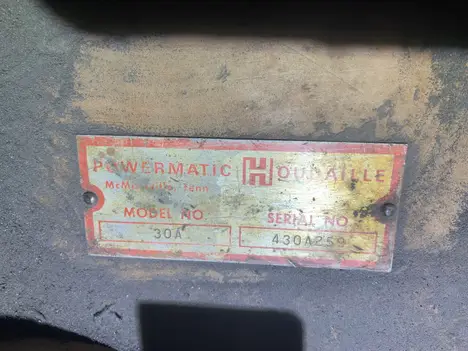 POWERMATIC HOUDAILLE
McMinnville, Tenn
MODEL NO SERIAL NO
30A 430A259